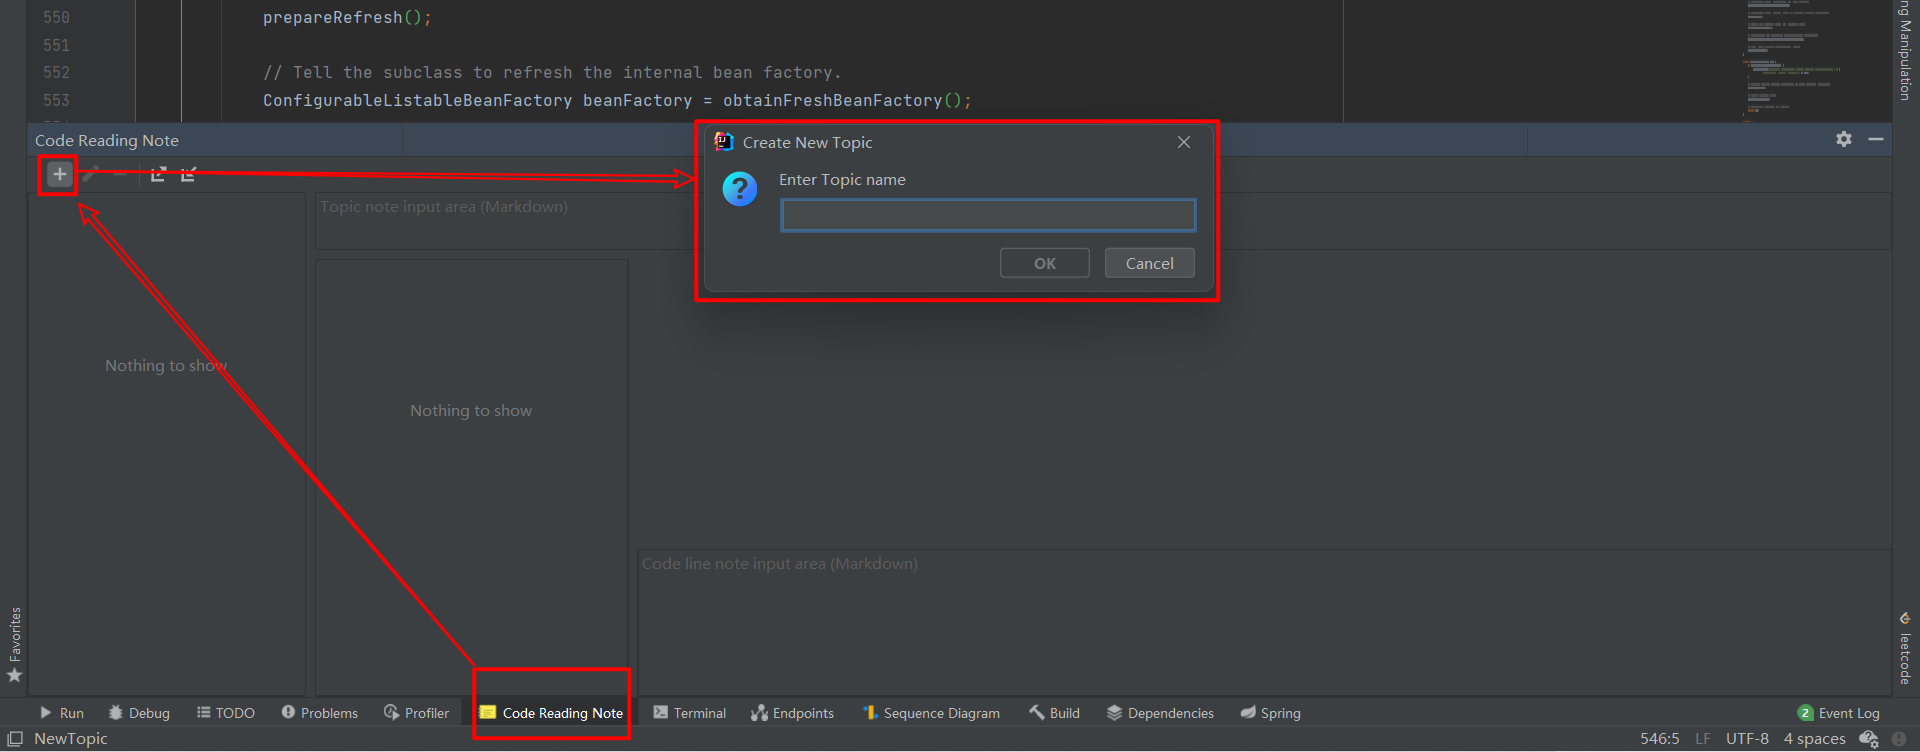 550 prepareRefresh();
551
552 // Tell the subclass to refresh the internal bean factory.
553 ConfigurableListableBeanFactory beanFactory = obtainFreshBeanFactory();
Manipulation
Code Reading Note
Create New Topic
Enter Topic name
Topic note input area (Markdown)
OK
Cancel
Nothing to show
Nothing to show
Code line note input area (Markdown)
Favorites
leetcode
Run
Debug
TODO
Problems
Profiler
Code Reading Note
Terminal
Endpoints
Sequence Diagram
Build
Dependencies
Spring
2 Event Log
NewTopic
546:5
LF
UTF-8
4 spaces